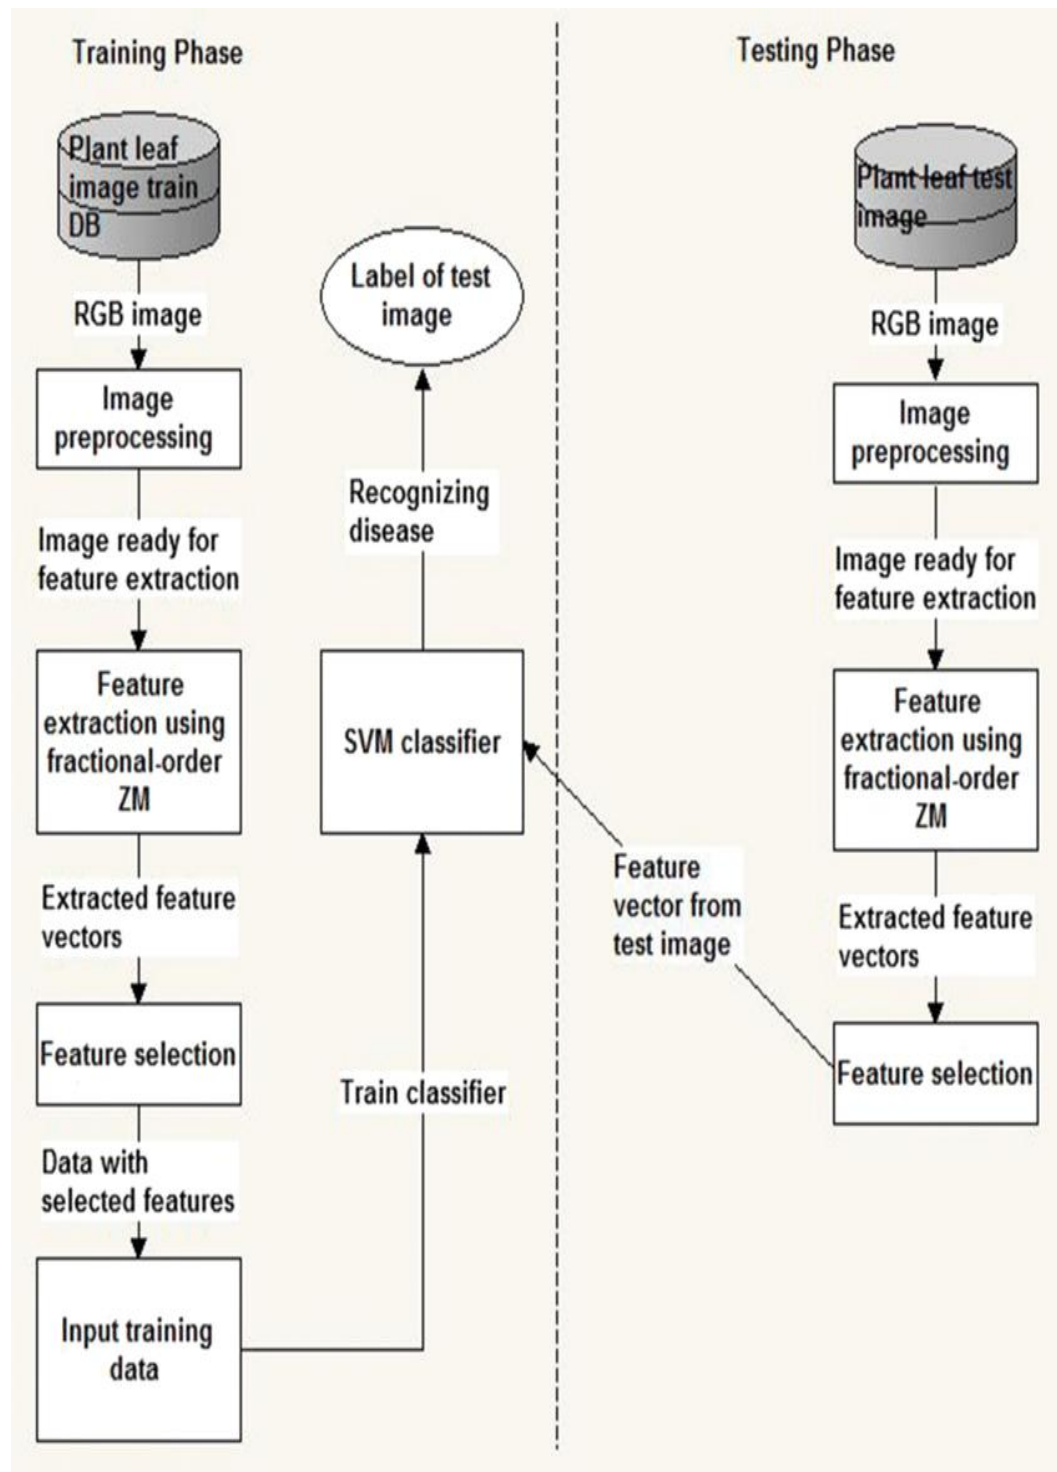 Training Phase
Plant leaf
image train
DB
RGB image
Image
preprocessing
Image ready for
feature extraction
Feature
extraction using
fractional-order
ZM
Extracted feature
vectors
Feature selection
Data with
selected features
Input training
data
Train classifier
SVM classifier
Recognizing
disease
Label of test
image
Testing Phase
Plant leaf test
image
RGB image
Image
preprocessing
Image ready for
feature extraction
Feature
extraction using
fractional-order
ZM
Extracted feature
vectors
Feature selection
Feature
vector from
test image